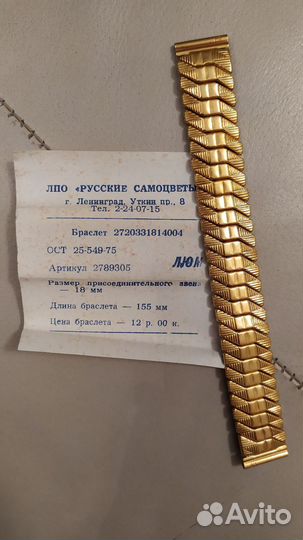 ЛПО «РУССКИЕ САМОЦВЕТЫ
г. Ленинград, Уткин пр., 8
Тел. 2-24-07-15
Браслет 2720331814004
ОСТ 25-549-75
Артикул 2789305
Размер присоединительного звена
— 18 мм
Длина браслета — 155 мм
Цена браслета — 12 р. 00 к.
Avito